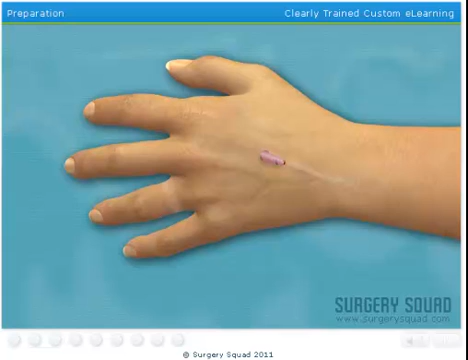 Preparation
Clearly Trained Custom eLearning
SURGERY SQUAD
www.surgerysquad.com
© Surgery Squad 2011